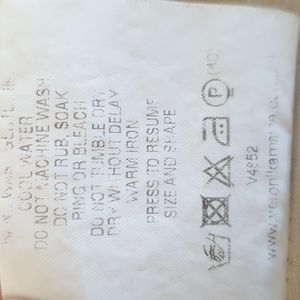 COOL WATER
DO NOT MACHINE WASH
DO NOT RUB, SOAK
RING OR BLEACH
DO NOT TUMBLE DRY
DRY WITHOUT DELAY
WARM IRON
PRESS TO RESUME
SIZE AND SHAPE
P
V4852